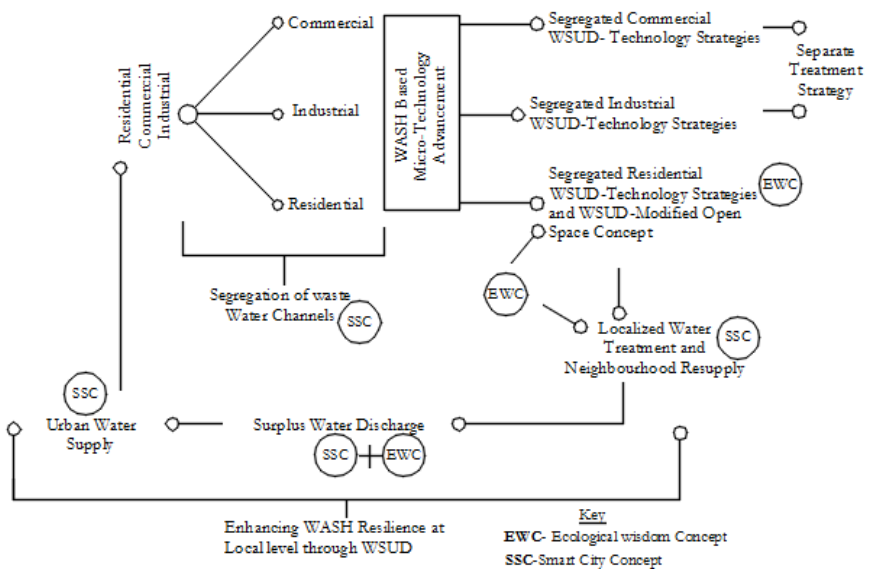 Residential
Commercial
Industrial
Commercial
Industrial
Residential
WASH Based
Micro-Technology
Advancement
Segregated Commercial
WSUD- Technology Strategies
Segregated Industrial
WSUD-Technology Strategies
Separate
Treatment
Strategy
Segregated Residential
WSUD-Technology Strategies
and WSUD-Modified Open
Space Concept
EWC
Segregation of waste
Water Channels
SSC
EWC
Localized Water
Treatment and
Neighbourhood Resupply
SSC
SSC
Urban Water
Supply
Surplus Water Discharge
SSC
EWC
Enhancing WASH Resilience at
Local level through WSUD
Key
EWC- Ecological wisdom Concept
SSC-Smart City Concept